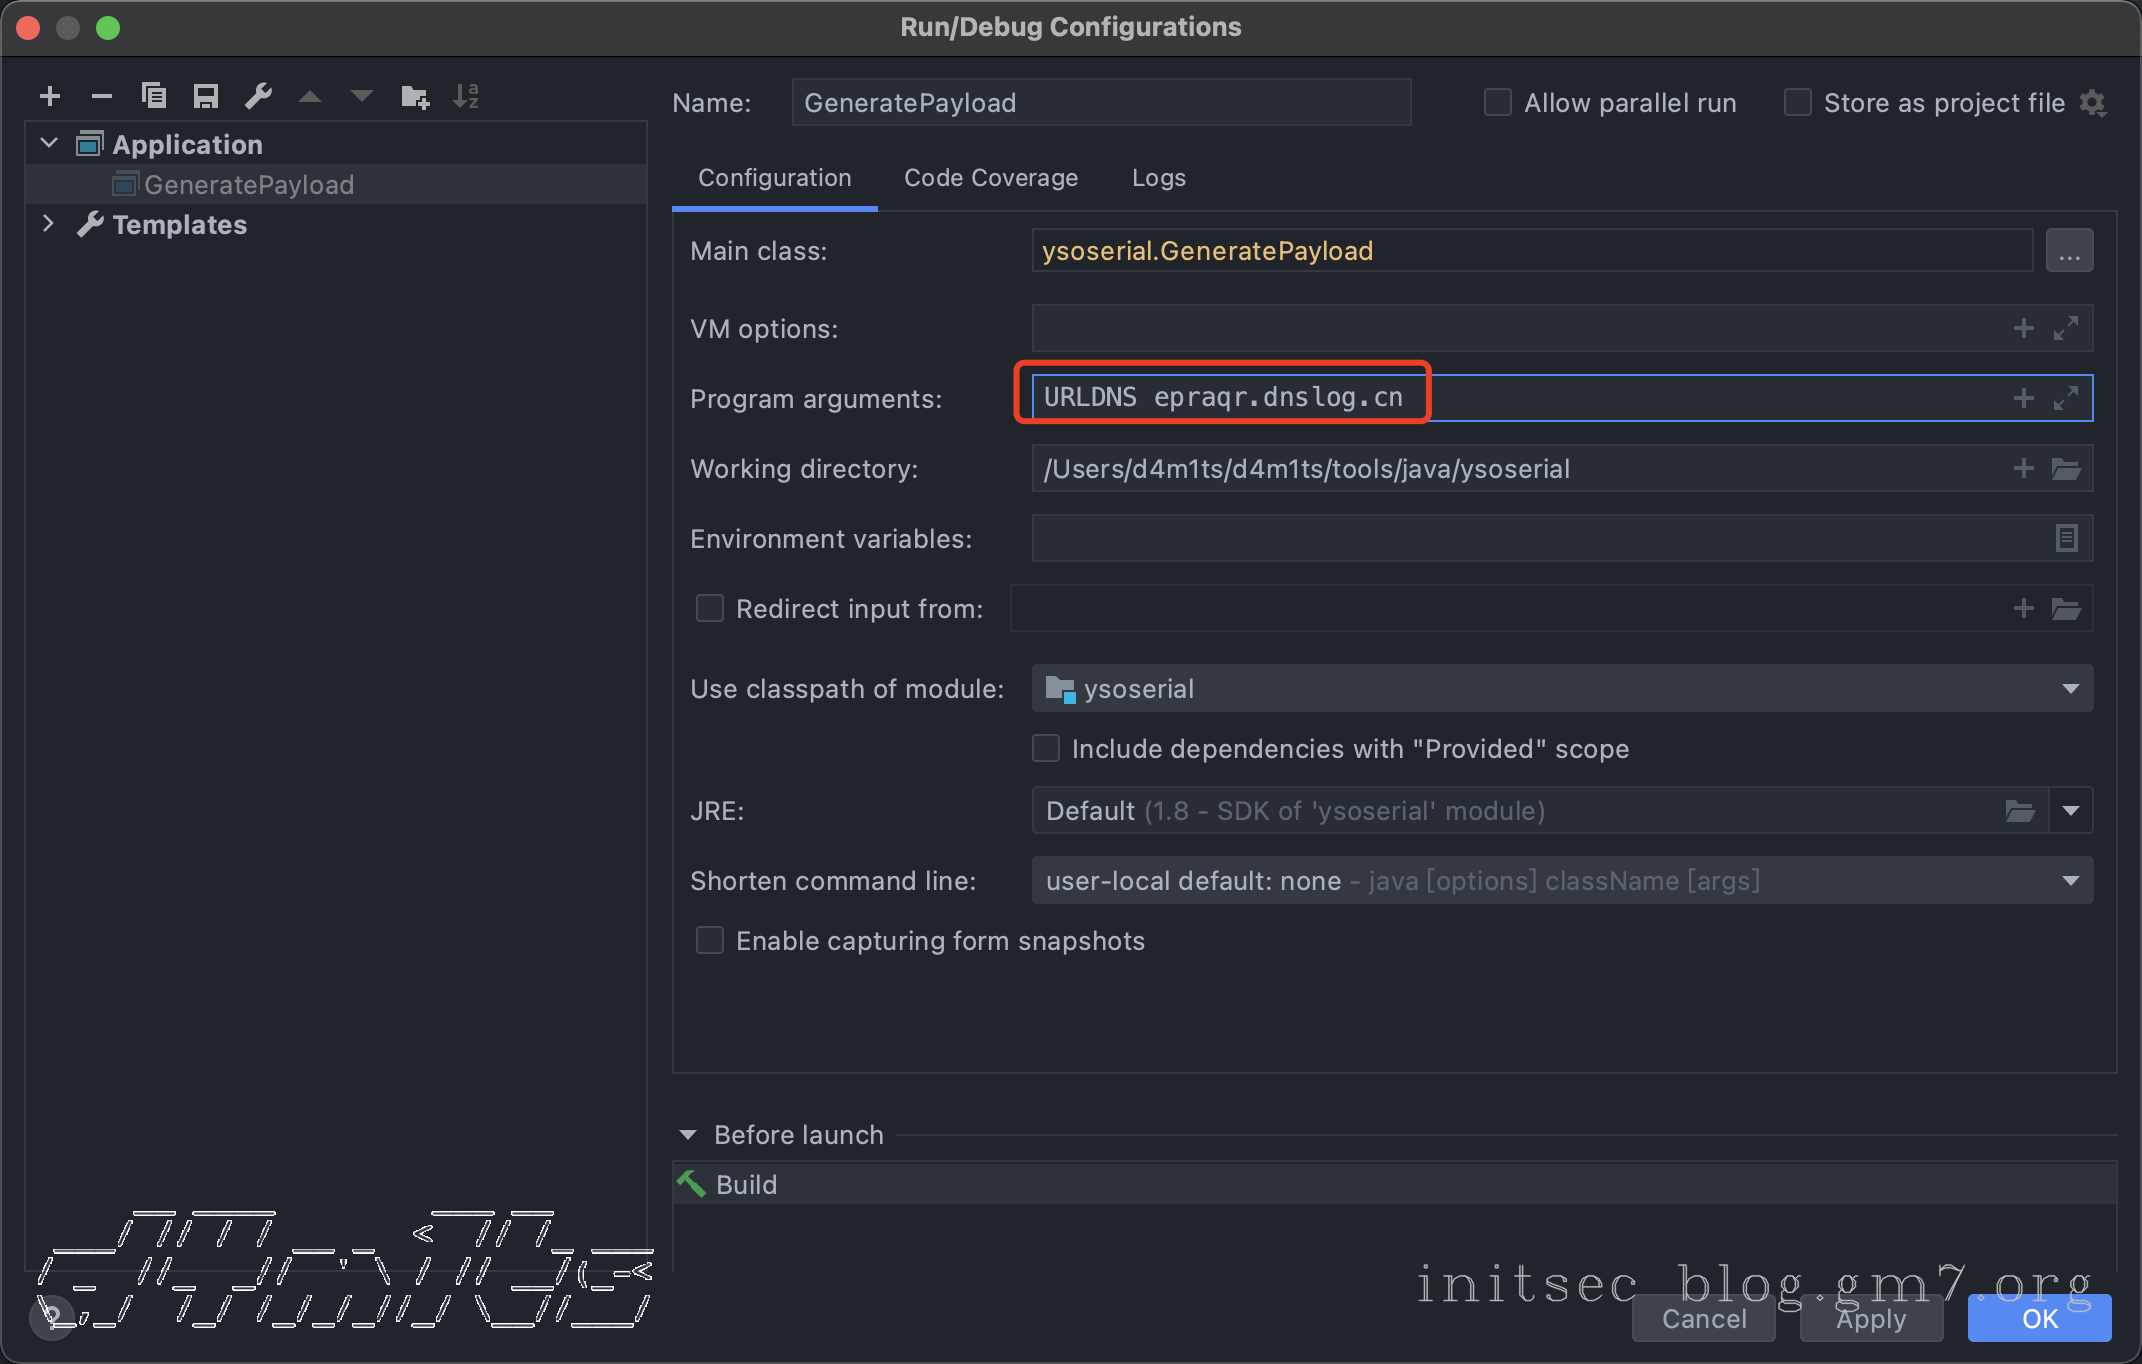 Run/Debug Configurations
Name: GeneratePayload Allow parallel run Store as project file
Application
GeneratePayload
Templates
Configuration Code Coverage Logs
Main class: ysoserial.GeneratePayload ...
VM options:
Program arguments: URLDNS epraqr.dnslog.cn
Working directory: /Users/d4m1ts/d4m1ts/tools/java/ysoserial
Environment variables:
Redirect input from:
Use classpath of module: ysoserial
Include dependencies with "Provided" scope
JRE: Default (1.8 - SDK of 'ysoserial' module)
Shorten command line: user-local default: none - java [options] className [args]
Enable capturing form snapshots
Before launch
Build
d4m1ts
initsec blog.gm7.org
? Cancel Apply OK